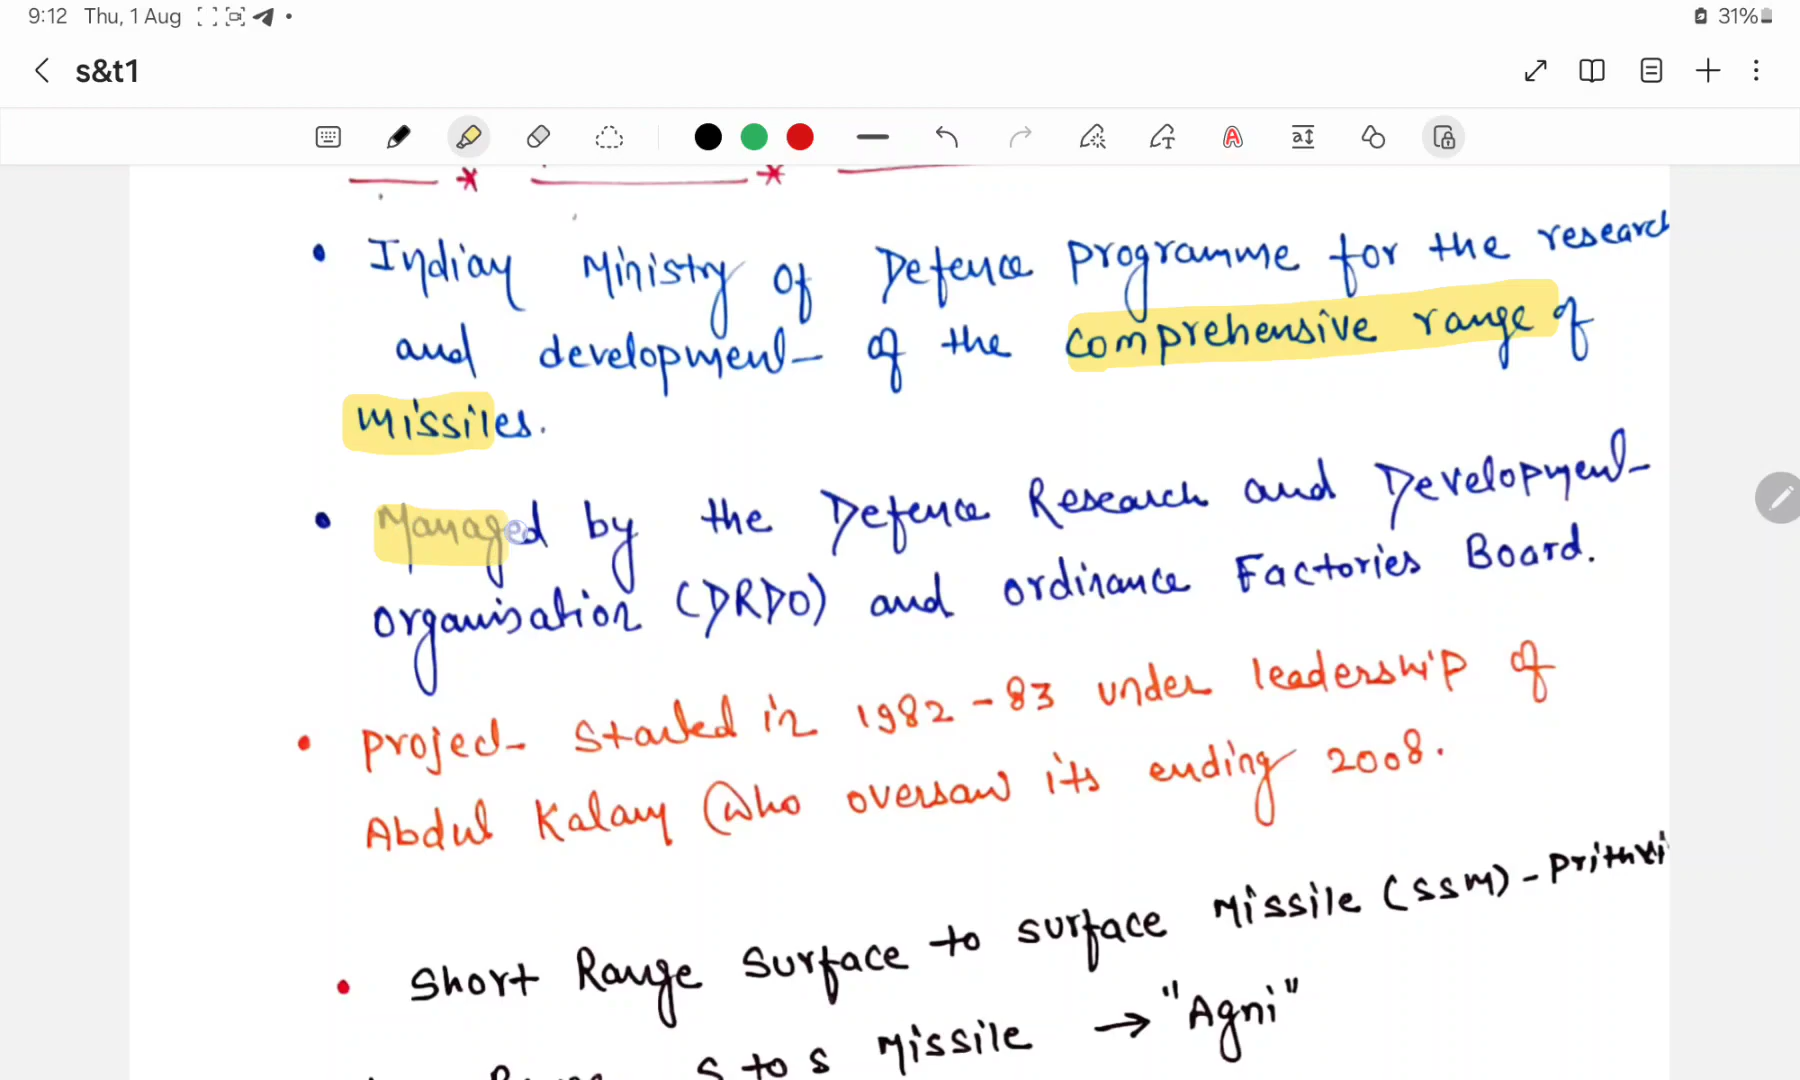 9:12 Thu, 1 Aug
31%
s&t1
• Indian Ministry of Defence programme for the research
and development of the comprehensive range of
missiles.
• Managed by the Defence Research and Development
organisation (DRDO) and ordinance Factories Board.
• project started in 1982-83 under leadership of
Abdul Kalam (who oversaw its ending 2008.
• Short Range Surface to surface Missile (SSM) - Prithvi
S to S Missile → "Agni"